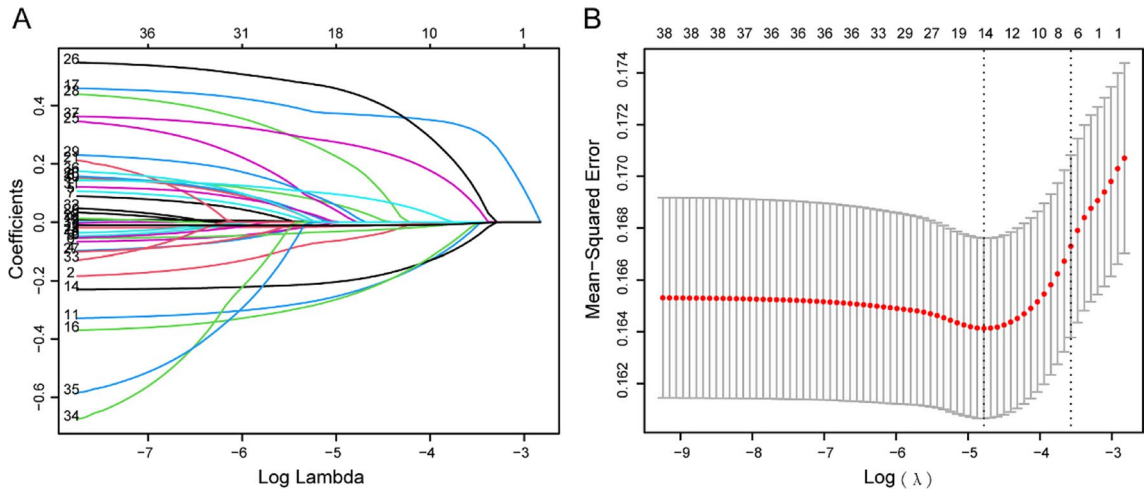 A
36 31 18 10 1
Coefficients
0.4
0.2
0.0
−0.2
−0.4
−0.6
26
17
28
37
25
29
33
2
14
11
16
35
34
−7 −6 −5 −4 −3
Log Lambda
B
38 38 38 37 36 36 36 33 29 27 19 14 12 10 8 6 1 1
Mean−Squared Error
0.174
0.172
0.170
0.168
0.166
0.164
0.162
−9 −8 −7 −6 −5 −4 −3
Log (λ)